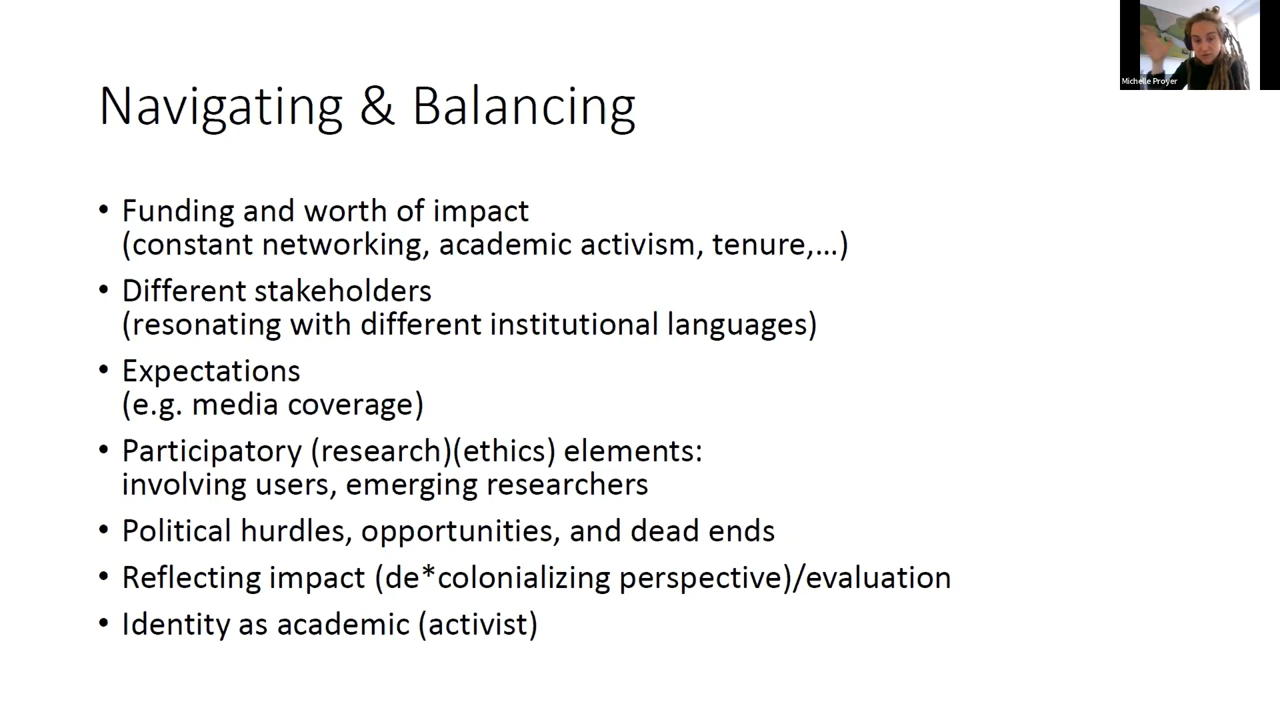 Michelle Proyer
Navigating & Balancing
• Funding and worth of impact
(constant networking, academic activism, tenure,...)
• Different stakeholders
(resonating with different institutional languages)
• Expectations
(e.g. media coverage)
• Participatory (research)(ethics) elements:
involving users, emerging researchers
• Political hurdles, opportunities, and dead ends
• Reflecting impact (de*colonializing perspective)/evaluation
• Identity as academic (activist)